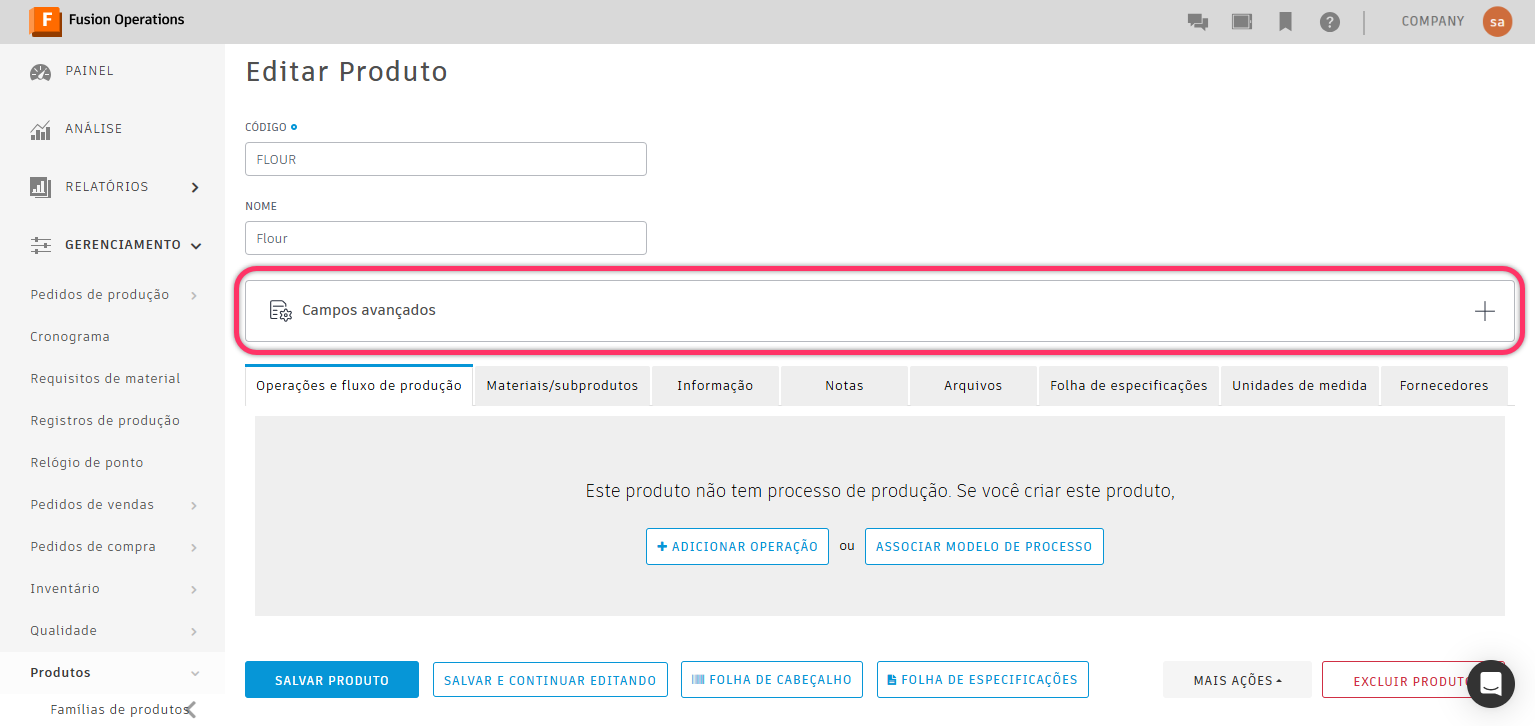 F Fusion Operations
COMPANY
sa
PAINEL
ANÁLISE
RELATÓRIOS
GERENCIAMENTO
Pedidos de produção
Cronograma
Requisitos de material
Registros de produção
Relógio de ponto
Pedidos de vendas
Pedidos de compra
Inventário
Qualidade
Produtos
Famílias de produtos
Editar Produto
CÓDIGO
FLOUR
NOME
Flour
Campos avançados
Operações e fluxo de produção Materiais/subprodutos Informação Notas Arquivos Folha de especificações Unidades de medida Fornecedores
Este produto não tem processo de produção. Se você criar este produto,
ADICIONAR OPERAÇÃO ou ASSOCIAR MODELO DE PROCESSO
SALVAR PRODUTO SALVAR E CONTINUAR EDITANDO FOLHA DE CABEÇALHO FOLHA DE ESPECIFICAÇÕES MAIS AÇÕES EXCLUIR PRODUTO